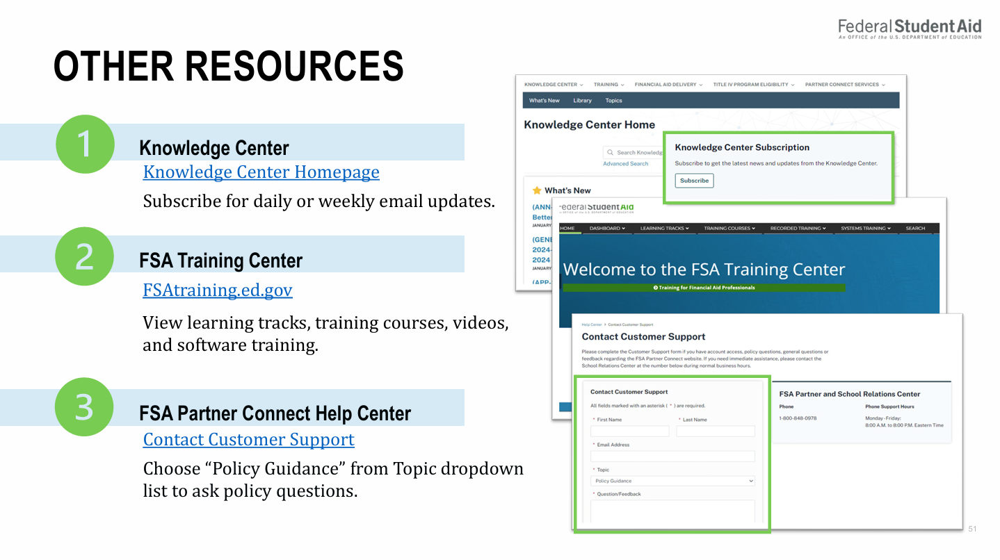 Federal Student Aid
An OFFICE of the U.S. DEPARTMENT of EDUCATION
OTHER RESOURCES
1
Knowledge Center
Knowledge Center Homepage
Subscribe for daily or weekly email updates.
2
FSA Training Center
FSAtraining.ed.gov
View learning tracks, training courses, videos,
and software training.
3
FSA Partner Connect Help Center
Contact Customer Support
Choose “Policy Guidance” from Topic dropdown
list to ask policy questions.
KNOWLEDGE CENTER TRAINING FINANCIAL AID DELIVERY TITLE IV PROGRAM ELIGIBILITY PARTNER CONNECT SERVICES
What's New Library Topics
Knowledge Center Home
Search Knowledg
Advanced Search
What's New
(ANN-
Better
JANUARY
(GENE
2024-
2024
JANUARY
(APP-
Knowledge Center Subscription
Subscribe to get the latest news and updates from the Knowledge Center.
Subscribe
Federal Student Aid
HOME DASHBOARD LEARNING TRACKS TRAINING COURSES RECORDED TRAINING SYSTEMS TRAINING SEARCH
Welcome to the FSA Training Center
Training for Financial Aid Professionals
Help Center > Contact Customer Support
Contact Customer Support
Please complete the Customer Support form if you have account access, policy questions, general questions or
feedback regarding the FSA Partner Connect website. If you need immediate assistance, please contact the
School Relations Center at the number below during normal business hours.
Contact Customer Support
All fields marked with an asterisk ( * ) are required.
* First Name * Last Name
* Email Address
* Topic
Policy Guidance
* Question/Feedback
FSA Partner and School Relations Center
Phone Phone Support Hours
1-800-848-0978 Monday-Friday:
8:00 A.M. to 8:00 P.M. Eastern Time
51